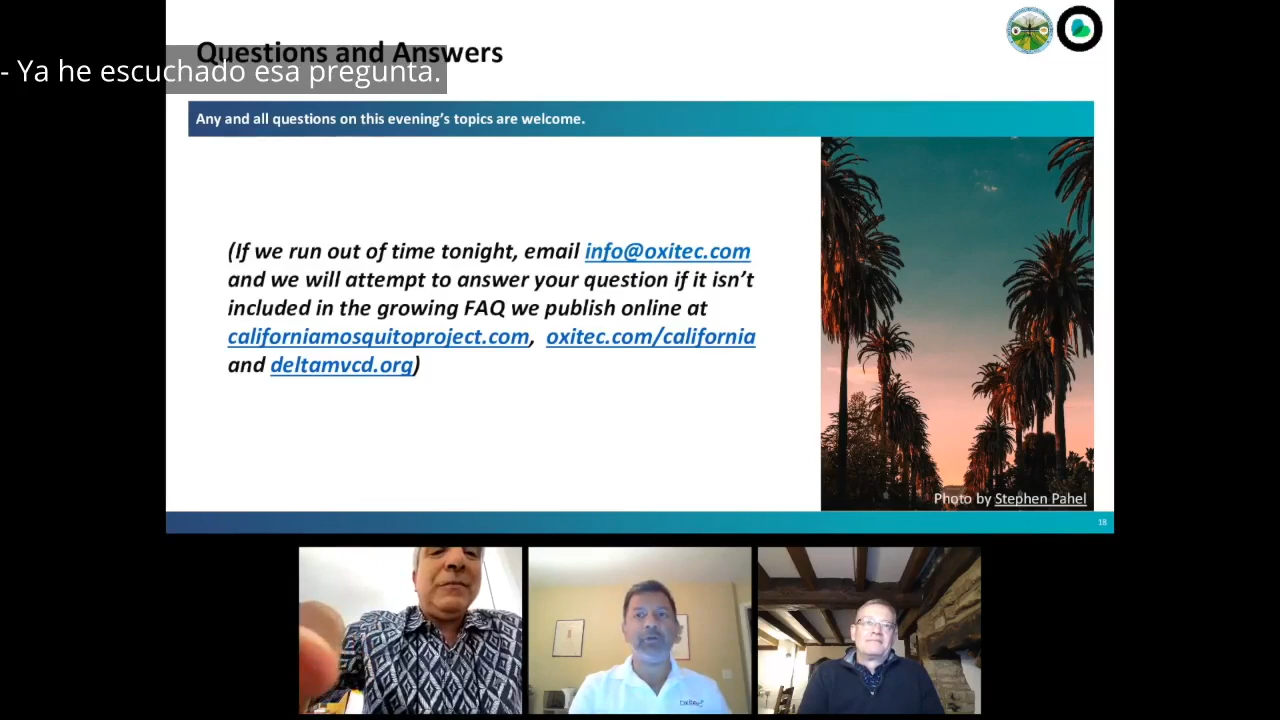 Questions and Answers
- Ya he escuchado esa pregunta.
Any and all questions on this evening's topics are welcome.
(If we run out of time tonight, email info@oxitec.com
and we will attempt to answer your question if it isn't
included in the growing FAQ we publish online at
californiamosquitoproject.com, oxitec.com/california
and deltamvcd.org)
Photo by Stephen Pahel
18